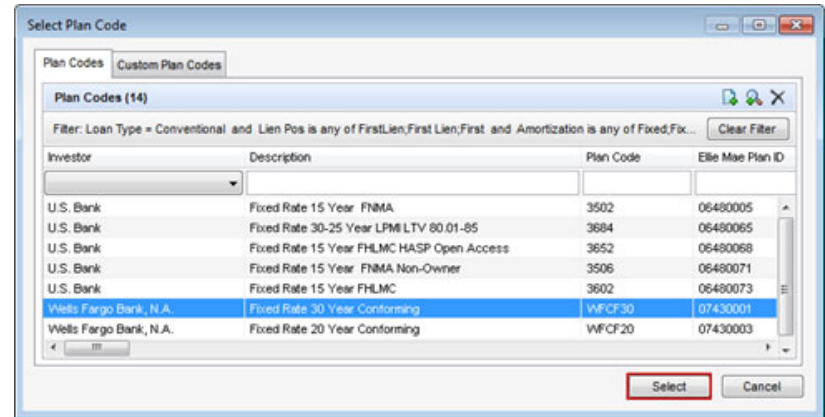 Select Plan Code
Plan Codes Custom Plan Codes
Plan Codes (14)
Filter: Loan Type = Conventional and Lien Pos is any of FirstLien;First Lien;First and Amortization is any of Fixed;Fix... Clear Filter
Investor Description Plan Code Ellie Mae Plan ID
U.S. Bank Fixed Rate 15 Year FNMA 3502 06480005
U.S. Bank Fixed Rate 30-25 Year LPMI LTV 80.01-85 3684 06480065
U.S. Bank Fixed Rate 15 Year FHLMC HASP Open Access 3652 06480068
U.S. Bank Fixed Rate 15 Year FNMA Non-Owner 3506 06480071
U.S. Bank Fixed Rate 15 Year FHLMC 3602 06480073
Wells Fargo Bank, N.A. Fixed Rate 30 Year Conforming WFCF30 07430001
Wells Fargo Bank, N.A. Fixed Rate 20 Year Conforming WFCF20 07430003
Select Cancel